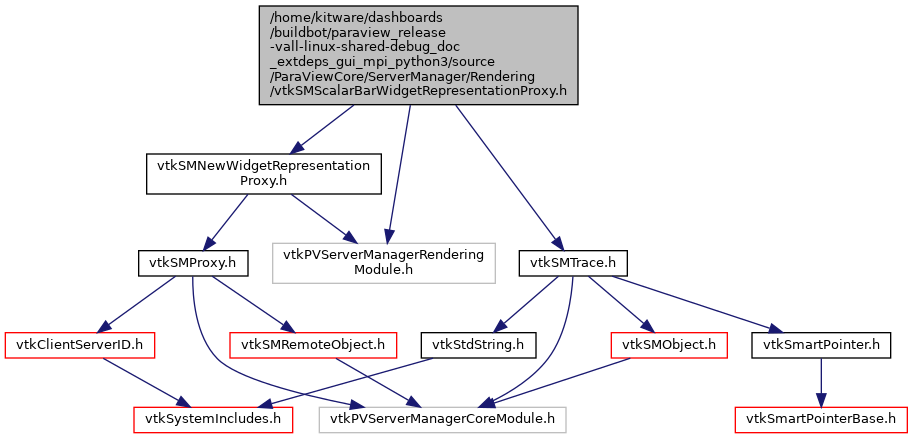 /home/kitware/dashboards
/buildbot/paraview_release
-vall-linux-shared-debug_doc
_extdeps_gui_mpi_python3/source
/ParaViewCore/ServerManager/Rendering
/vtkSMScalarBarWidgetRepresentationProxy.h
vtkSMNewWidgetRepresentation
Proxy.h
vtkPVServerManagerRendering
Module.h
vtkSMProxy.h
vtkSMTrace.h
vtkClientServerID.h
vtkSMRemoteObject.h
vtkStdString.h
vtkSMObject.h
vtkSmartPointer.h
vtkSystemIncludes.h
vtkPVServerManagerCoreModule.h
vtkSmartPointerBase.h